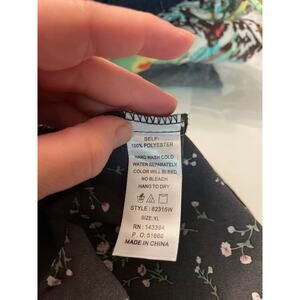 SELF:
100% POLYESTER
HAND WASH COLD
WATER SEPARATELY
COLOR WILL BLEED
NO BLEACH
HANG TO DRY
STYLE: 62315W
SIZE: XL
RN: 143384
P. O: 51666
MADE IN CHINA